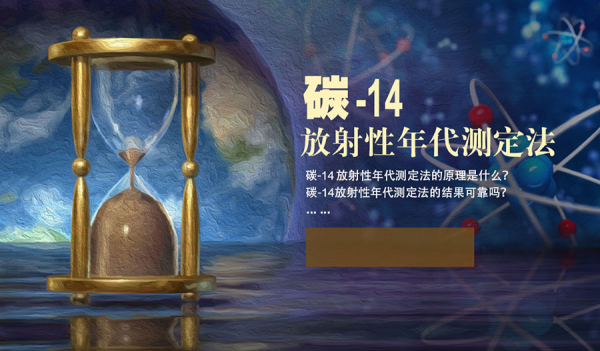 碳-14
放射性年代测定法
碳-14放射性年代测定法的原理是什么？
碳-14放射性年代测定法的结果可靠吗？
... ...